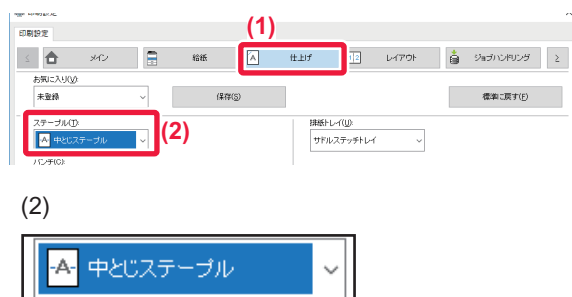 印刷設定
(1)
印刷設定
メイン 給紙 A 仕上げ 1 2 レイアウト ジョブハンドリング
お気に入り(V):
未登録 保存(S) 標準に戻す(F)
ステープル(T): 排紙トレイ(U):
-A- 中とじステープル (2) サドルステッチトレイ
パンチ(C):
(2)
-A- 中とじステープル